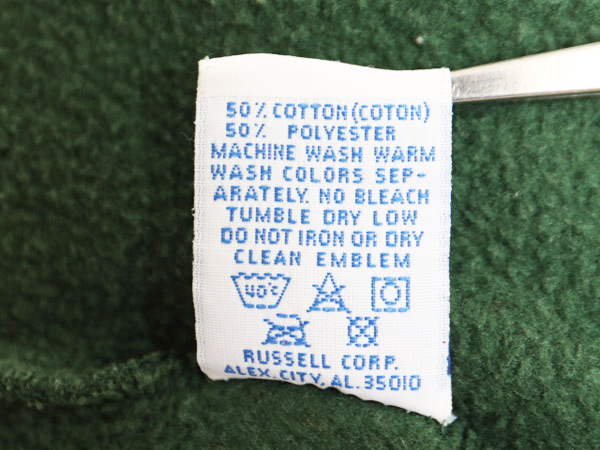 50% COTTON (COTON)
50% POLYESTER
MACHINE WASH WARM
WASH COLORS SEP-
ARATELY. NO BLEACH
TUMBLE DRY LOW
DO NOT IRON OR DRY
CLEAN EMBLEM
40°C
RUSSELL CORP.
ALEX. CITY, AL. 35010